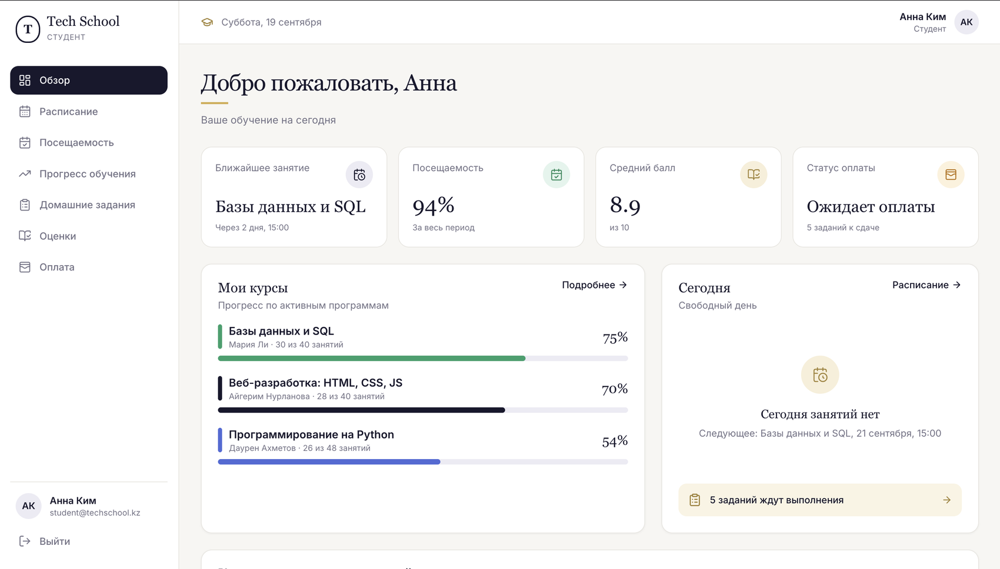 T
Tech School
СТУДЕНТ
Обзор
Расписание
Посещаемость
Прогресс обучения
Домашние задания
Оценки
Оплата
АК
Анна Ким
student@techschool.kz
Выйти
Суббота, 19 сентября
Анна Ким
Студент
АК
Добро пожаловать, Анна
Ваше обучение на сегодня
Ближайшее занятие
Базы данных и SQL
Через 2 дня, 15:00
Посещаемость
94%
За весь период
Средний балл
8.9
из 10
Статус оплаты
Ожидает оплаты
5 заданий к сдаче
Мои курсы
Подробнее →
Прогресс по активным программам
Базы данных и SQL
Мария Ли · 30 из 40 занятий
75%
Веб-разработка: HTML, CSS, JS
Айгерим Нурланова · 28 из 40 занятий
70%
Программирование на Python
Даурен Ахметов · 26 из 48 занятий
54%
Сегодня
Расписание →
Свободный день
Сегодня занятий нет
Следующее: Базы данных и SQL, 21 сентября, 15:00
5 заданий ждут выполнения →